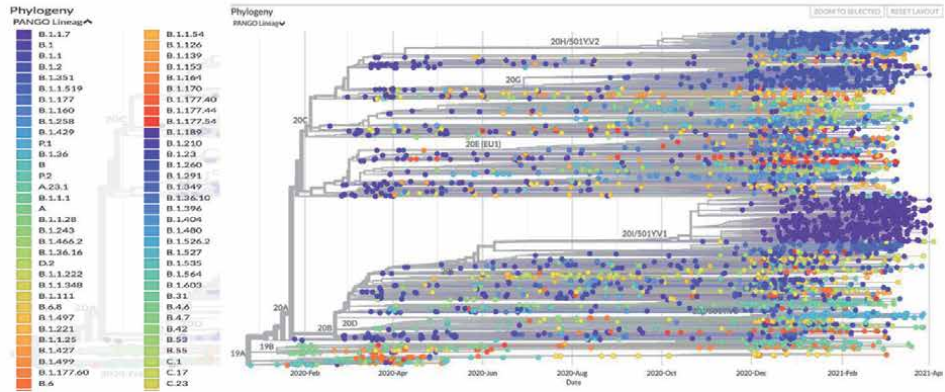 Phylogeny
PANGO Lineage
B.1.1.7
B.1
B.1.1
B.1.2
B.1.351
B.1.1.519
B.1.177
B.1.160
B.1.258
B.1.429
P.1
B.1.36
B
P.2
A.23.1
B.1.1.1
A
B.1.1.28
B.1.243
B.1.466.2
B.1.36.16
D.2
B.1.1.222
B.1.1.348
B.1.111
B.6.8
B.1.497
B.1.221
B.1.1.25
B.1.427
B.1.499
B.1.177.60
B.6
B.1.1.54
B.1.126
B.1.139
B.1.153
B.1.164
B.1.170
B.1.177.40
B.1.177.44
B.1.177.54
B.1.189
B.1.210
B.1.23
B.1.260
B.1.291
B.1.349
B.1.36.10
B.1.396
B.1.404
B.1.480
B.1.526.2
B.1.527
B.1.535
B.1.564
B.1.603
B.31
B.4.6
B.4.7
B.42
B.53
B.55
C.1
C.17
C.23
Phylogeny
PANGO Lineage
ZOOM TO SELECTED
RESET LAYOUT
20H/501Y.V2
20G
20C
20E (EU1)
20I/501Y.V1
20A
20B
20D
19B
19A
2020-Feb
2020-Apr
2020-Jun
2020-Aug
2020-Oct
2020-Dec
2021-Feb
2021-Apr
Date